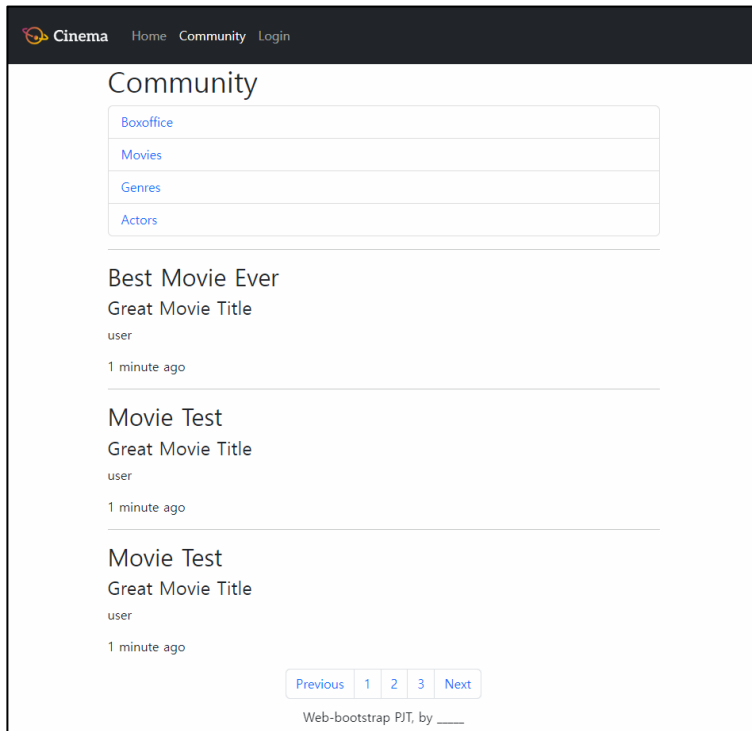 Cinema Home Community Login
Community
Boxoffice
Movies
Genres
Actors
Best Movie Ever
Great Movie Title
user
1 minute ago
Movie Test
Great Movie Title
user
1 minute ago
Movie Test
Great Movie Title
user
1 minute ago
Previous 1 2 3 Next
Web-bootstrap PJT, by _____